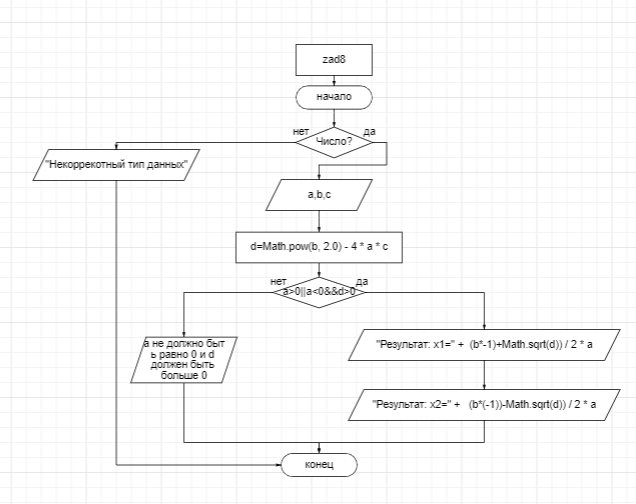 zad8
начало
нет
да
Число?
"Некоррекотный тип данных"
a,b,c
d=Math.pow(b, 2.0) - 4 * a * c
нет
да
a>0||a<0&&d>0
а не должно быт
ь равно 0 и d
должен быть
больше 0
"Результат: x1=" + (b*-1)+Math.sqrt(d)) / 2 * a
"Результат: x2=" + (b*(-1))-Math.sqrt(d)) / 2 * a
конец